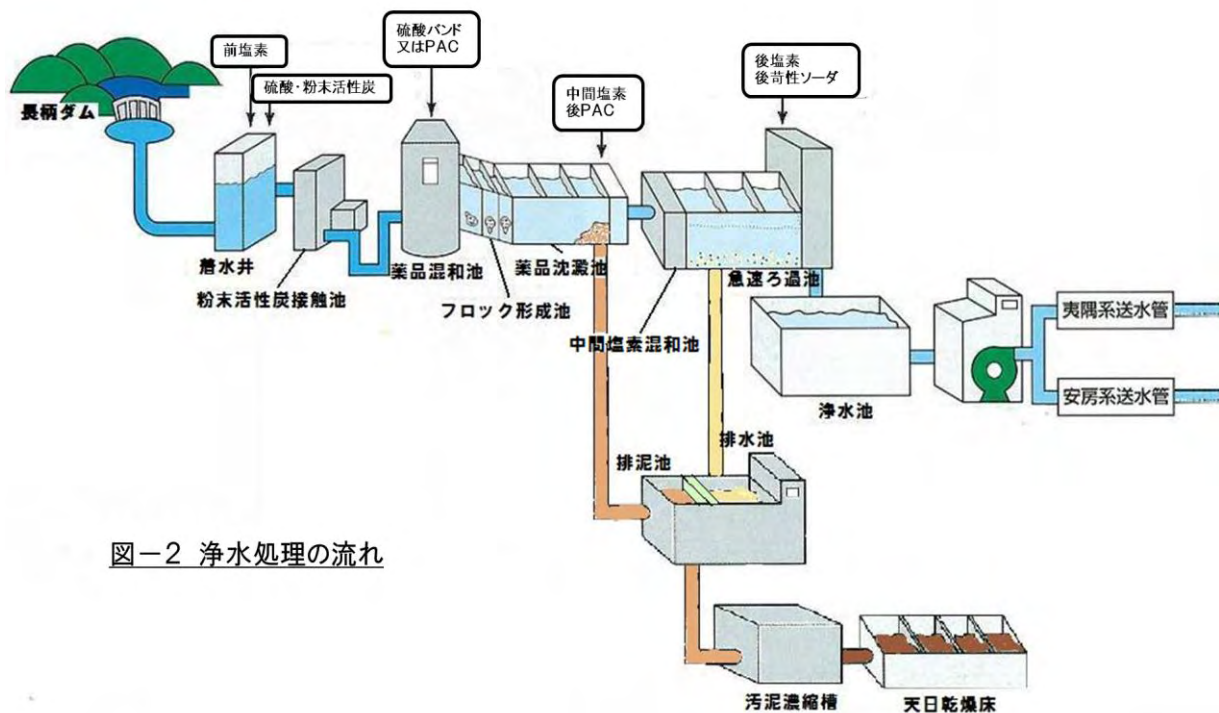 前塩素
硫酸・粉末活性炭
硫酸バンド
又はPAC
中間塩素
後PAC
後塩素
後苛性ソーダ
長柄ダム
着水井
粉末活性炭接触池
薬品混和池
フロック形成池
薬品沈澱池
中間塩素混和池
急速ろ過池
浄水池
夷隅系送水管
安房系送水管
排泥池
排水池
図-2 浄水処理の流れ
汚泥濃縮槽
天日乾燥床